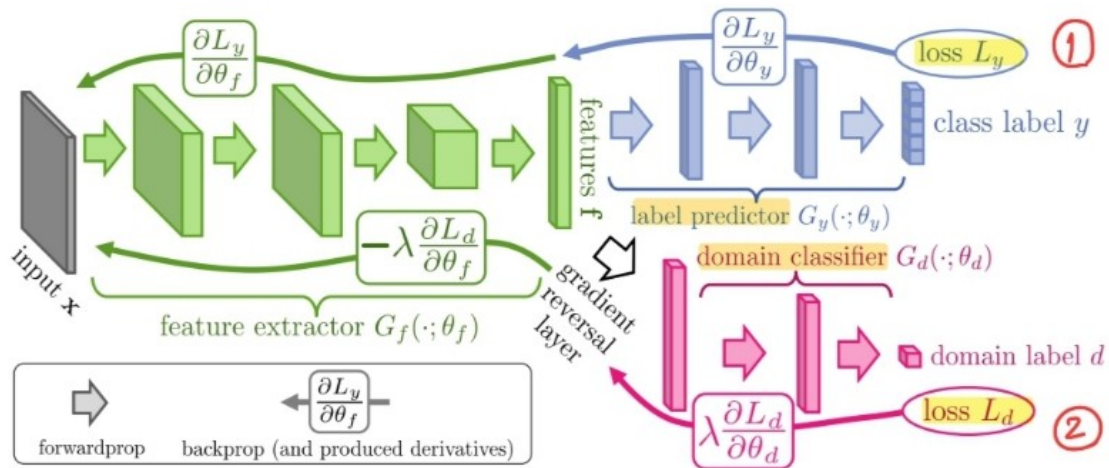 ∂L_y/∂θ_f
∂L_y/∂θ_y
loss L_y
1
features f
class label y
label predictor G_y(·; θ_y)
input x
−λ ∂L_d/∂θ_f
feature extractor G_f(·; θ_f)
gradient
reversal
layer
domain classifier G_d(·; θ_d)
domain label d
λ ∂L_d/∂θ_d
loss L_d
2
∂L_y/∂θ_f
forwardprop
backprop (and produced derivatives)